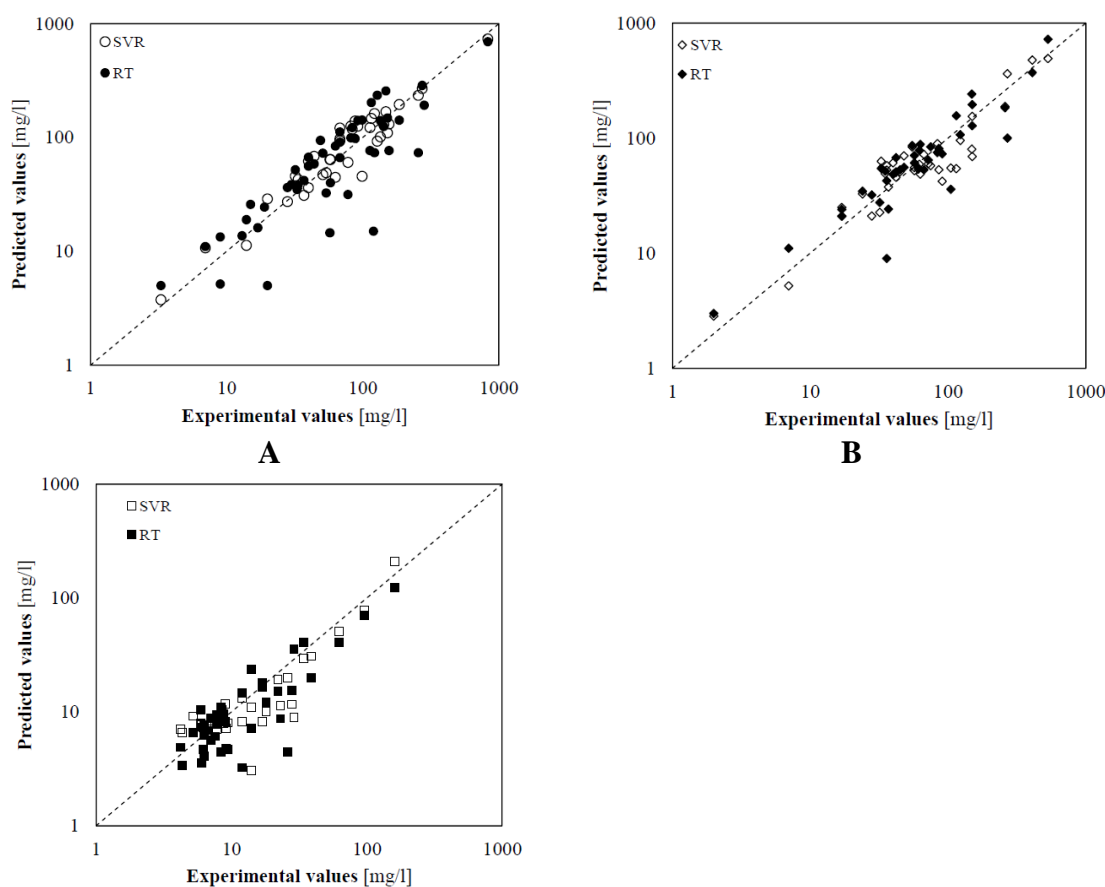 1000
SVR
RT
100
10
1
Predicted values [mg/l]
1 10 100 1000
Experimental values [mg/l]
A
1000
SVR
RT
100
10
1
Predicted values [mg/l]
1 10 100 1000
Experimental values [mg/l]
B
1000
SVR
RT
100
10
1
Predicted values [mg/l]
1 10 100 1000
Experimental values [mg/l]